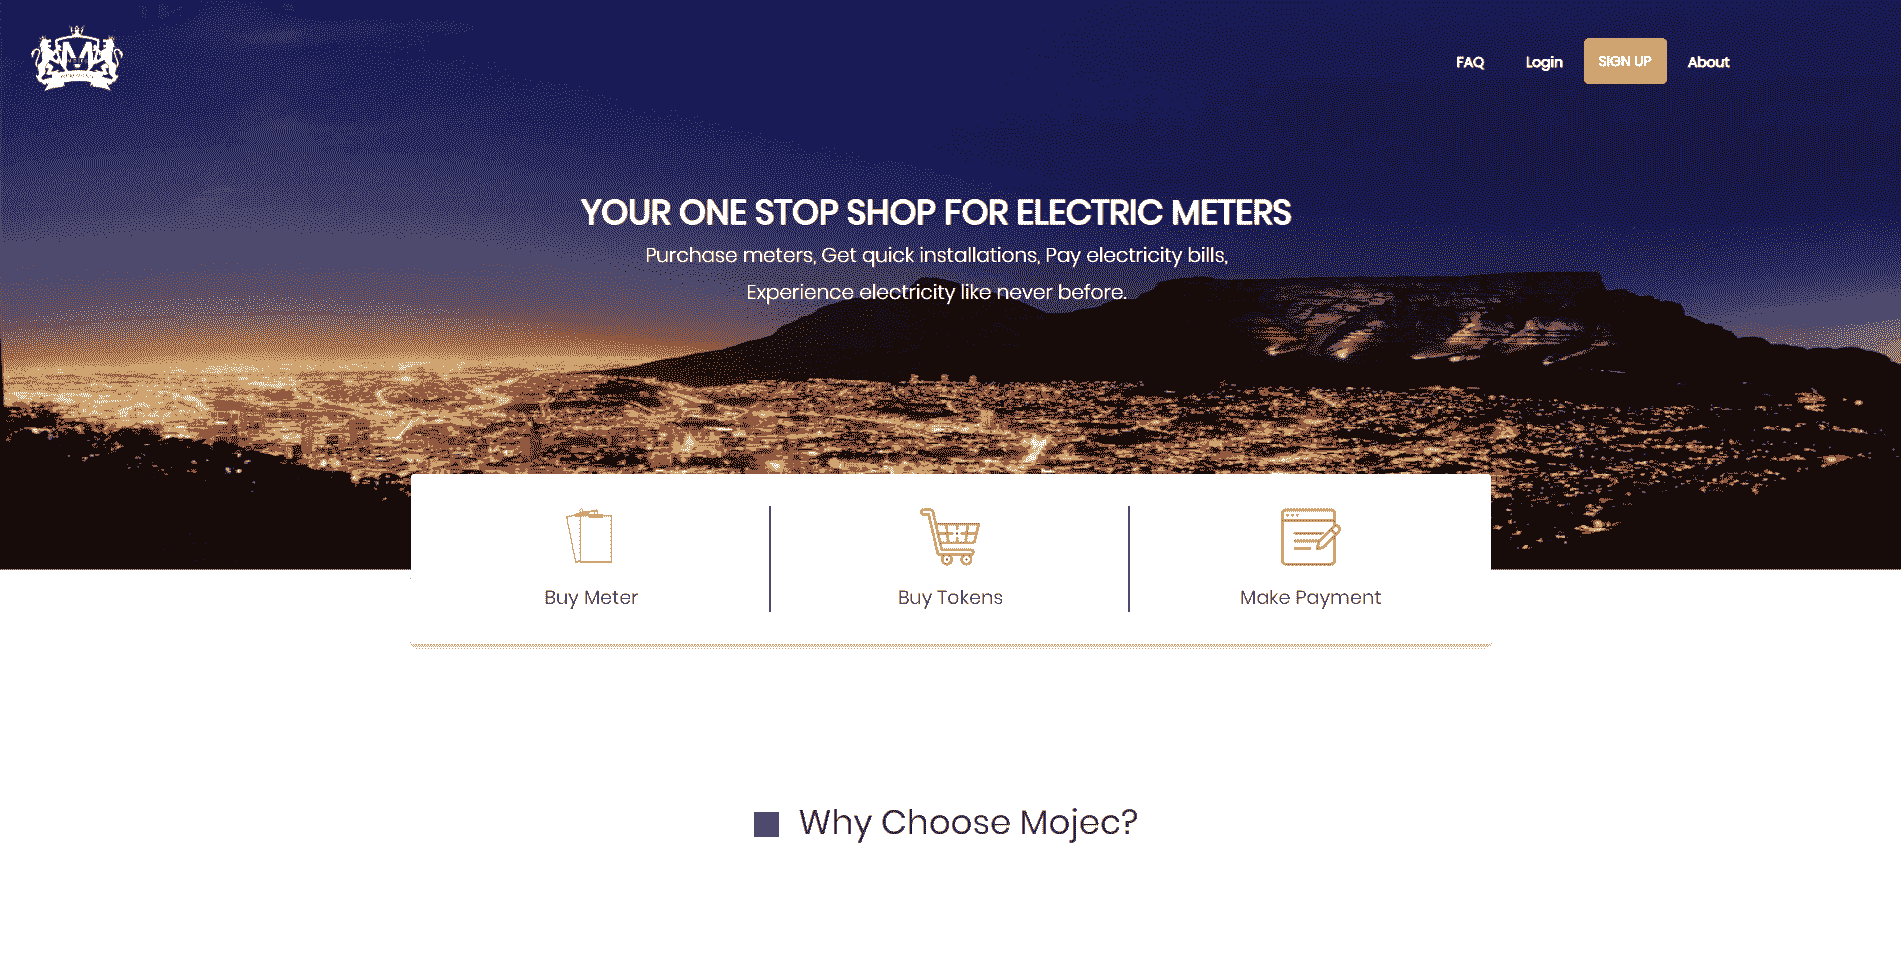 FAQ
Login
SIGN UP
About
YOUR ONE STOP SHOP FOR ELECTRIC METERS
Purchase meters, Get quick installations, Pay electricity bills,
Experience electricity like never before.
Buy Meter
Buy Tokens
Make Payment
Why Choose Mojec?